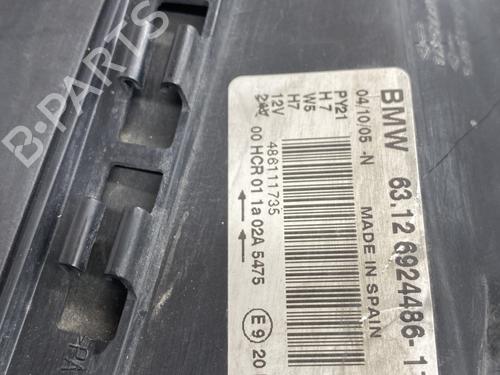 BMW 63.12 6924486-1
04/10/05 -N MADE IN SPAIN
PY21
H7
W5
H7
12V
486111735
00 HCR 01 1a 02A 5475
E9 20
B-PARTS